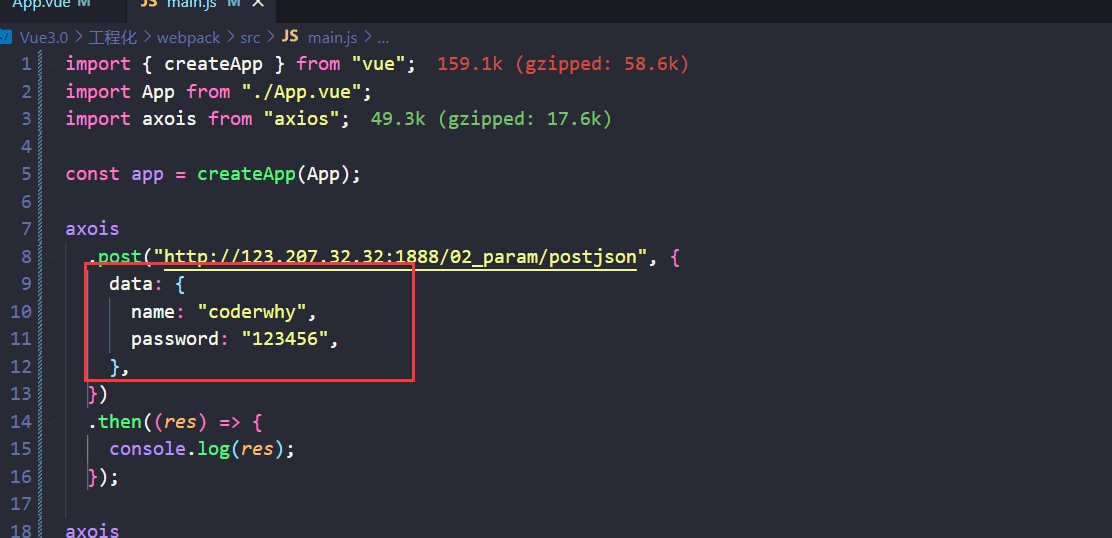 App.vue M JS main.js M ×
Vue3.0 > 工程化 > webpack > src > JS main.js > ...
1 import { createApp } from "vue"; 159.1k (gzipped: 58.6k)
2 import App from "./App.vue";
3 import axois from "axios"; 49.3k (gzipped: 17.6k)
4
5 const app = createApp(App);
6
7 axois
8 .post("http://123.207.32.32:1888/02_param/postjson", {
9 data: {
10 name: "coderwhy",
11 password: "123456",
12 },
13 })
14 .then((res) => {
15 console.log(res);
16 });
17
18 axois